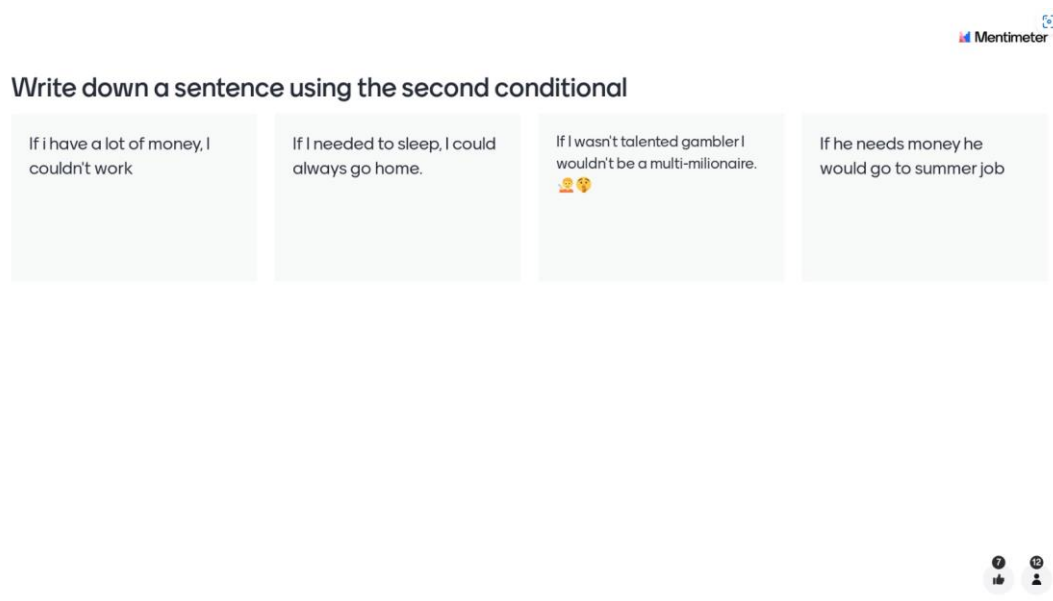 Mentimeter
Write down a sentence using the second conditional
If i have a lot of money, I
couldn't work
If I needed to sleep, I could
always go home.
If I wasn't talented gambler I
wouldn't be a multi-milionaire.
🤷🤫
If he needs money he
would go to summer job
7
12